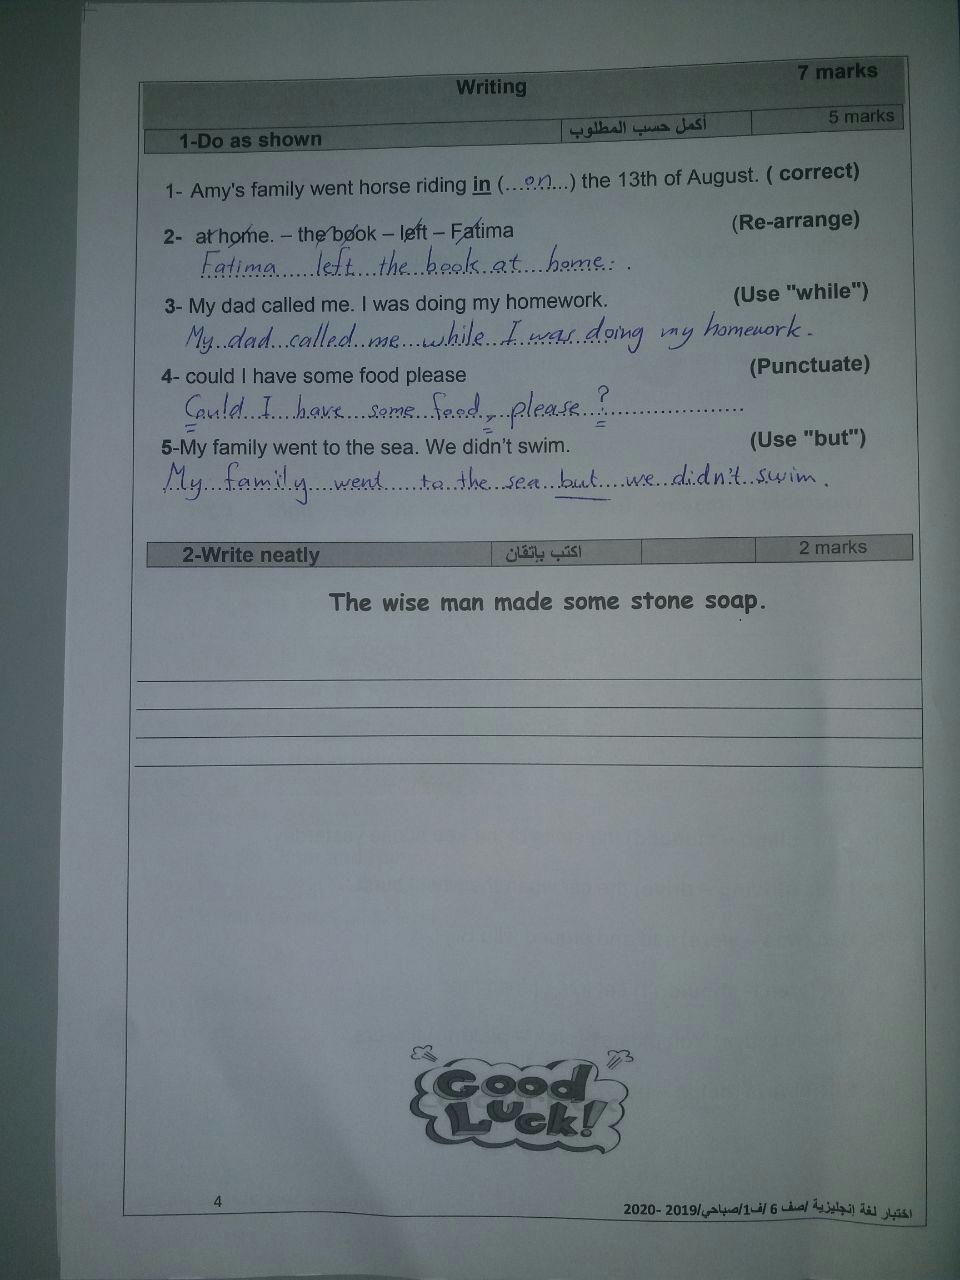 Writing 7 marks
1-Do as shown أكمل حسب المطلوب 5 marks
1- Amy's family went horse riding in (...on...) the 13th of August. ( correct)
2- at home. – the book – left – Fatima (Re-arrange)
Fatima left the book at home.
3- My dad called me. I was doing my homework. (Use "while")
My dad called me while I was doing my homework.
4- could I have some food please (Punctuate)
Could I have some food, please ?
5-My family went to the sea. We didn't swim. (Use "but")
My family went to the sea but we didn't swim.
2-Write neatly اكتب بإتقان 2 marks
The wise man made some stone soap.
Good
Luck!
4
اختبار لغة إنجليزية /صف 6 /ف1/صباحي/2019 -2020